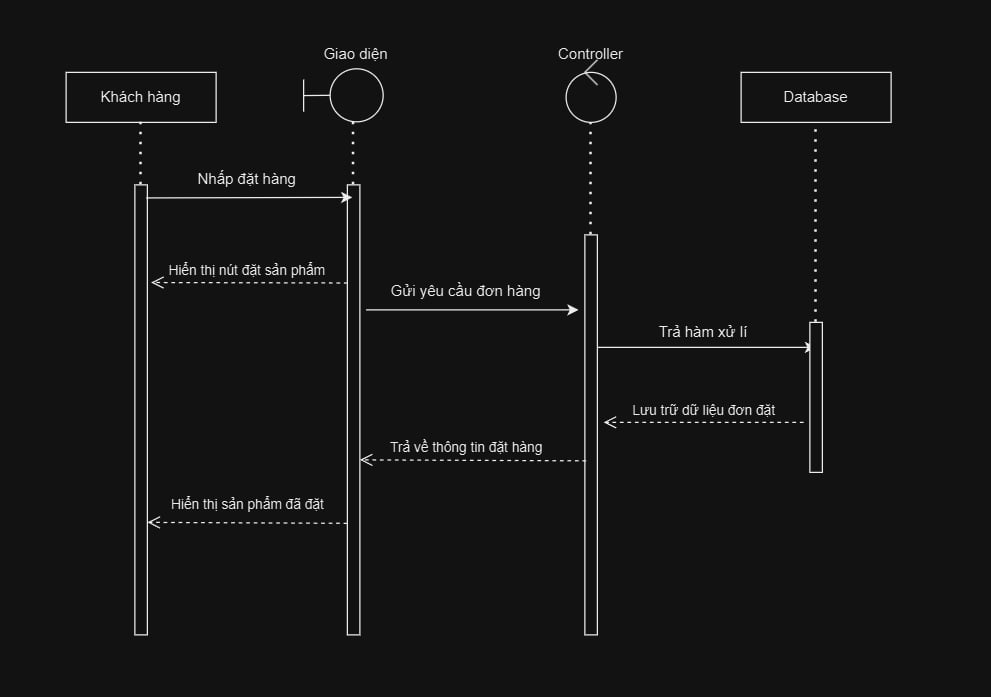 Giao diện
Controller
Khách hàng
Database
Nhấp đặt hàng
Hiển thị nút đặt sản phẩm
Gửi yêu cầu đơn hàng
Trả hàm xử lí
Lưu trữ dữ liệu đơn đặt
Trả về thông tin đặt hàng
Hiển thị sản phẩm đã đặt